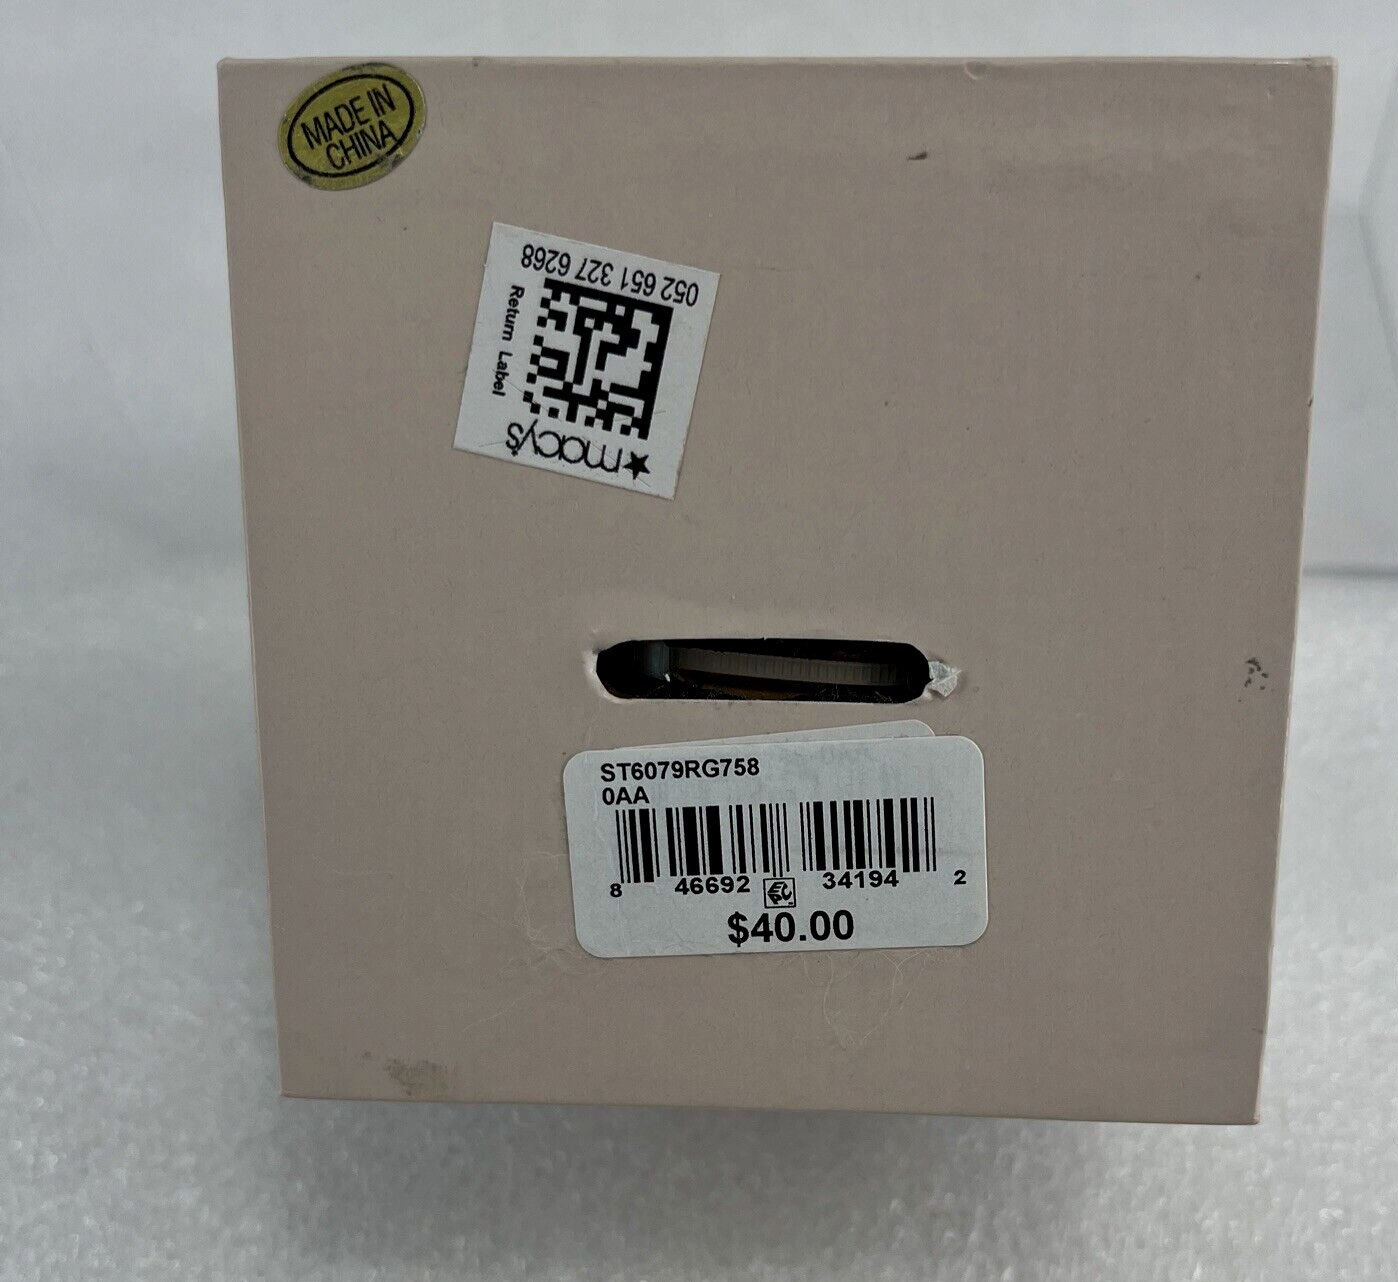 MADE IN
CHINA
052 651 327 6268
Return Label
macy's
ST6079RG758
0AA
8 46692 34194 2
$40.00